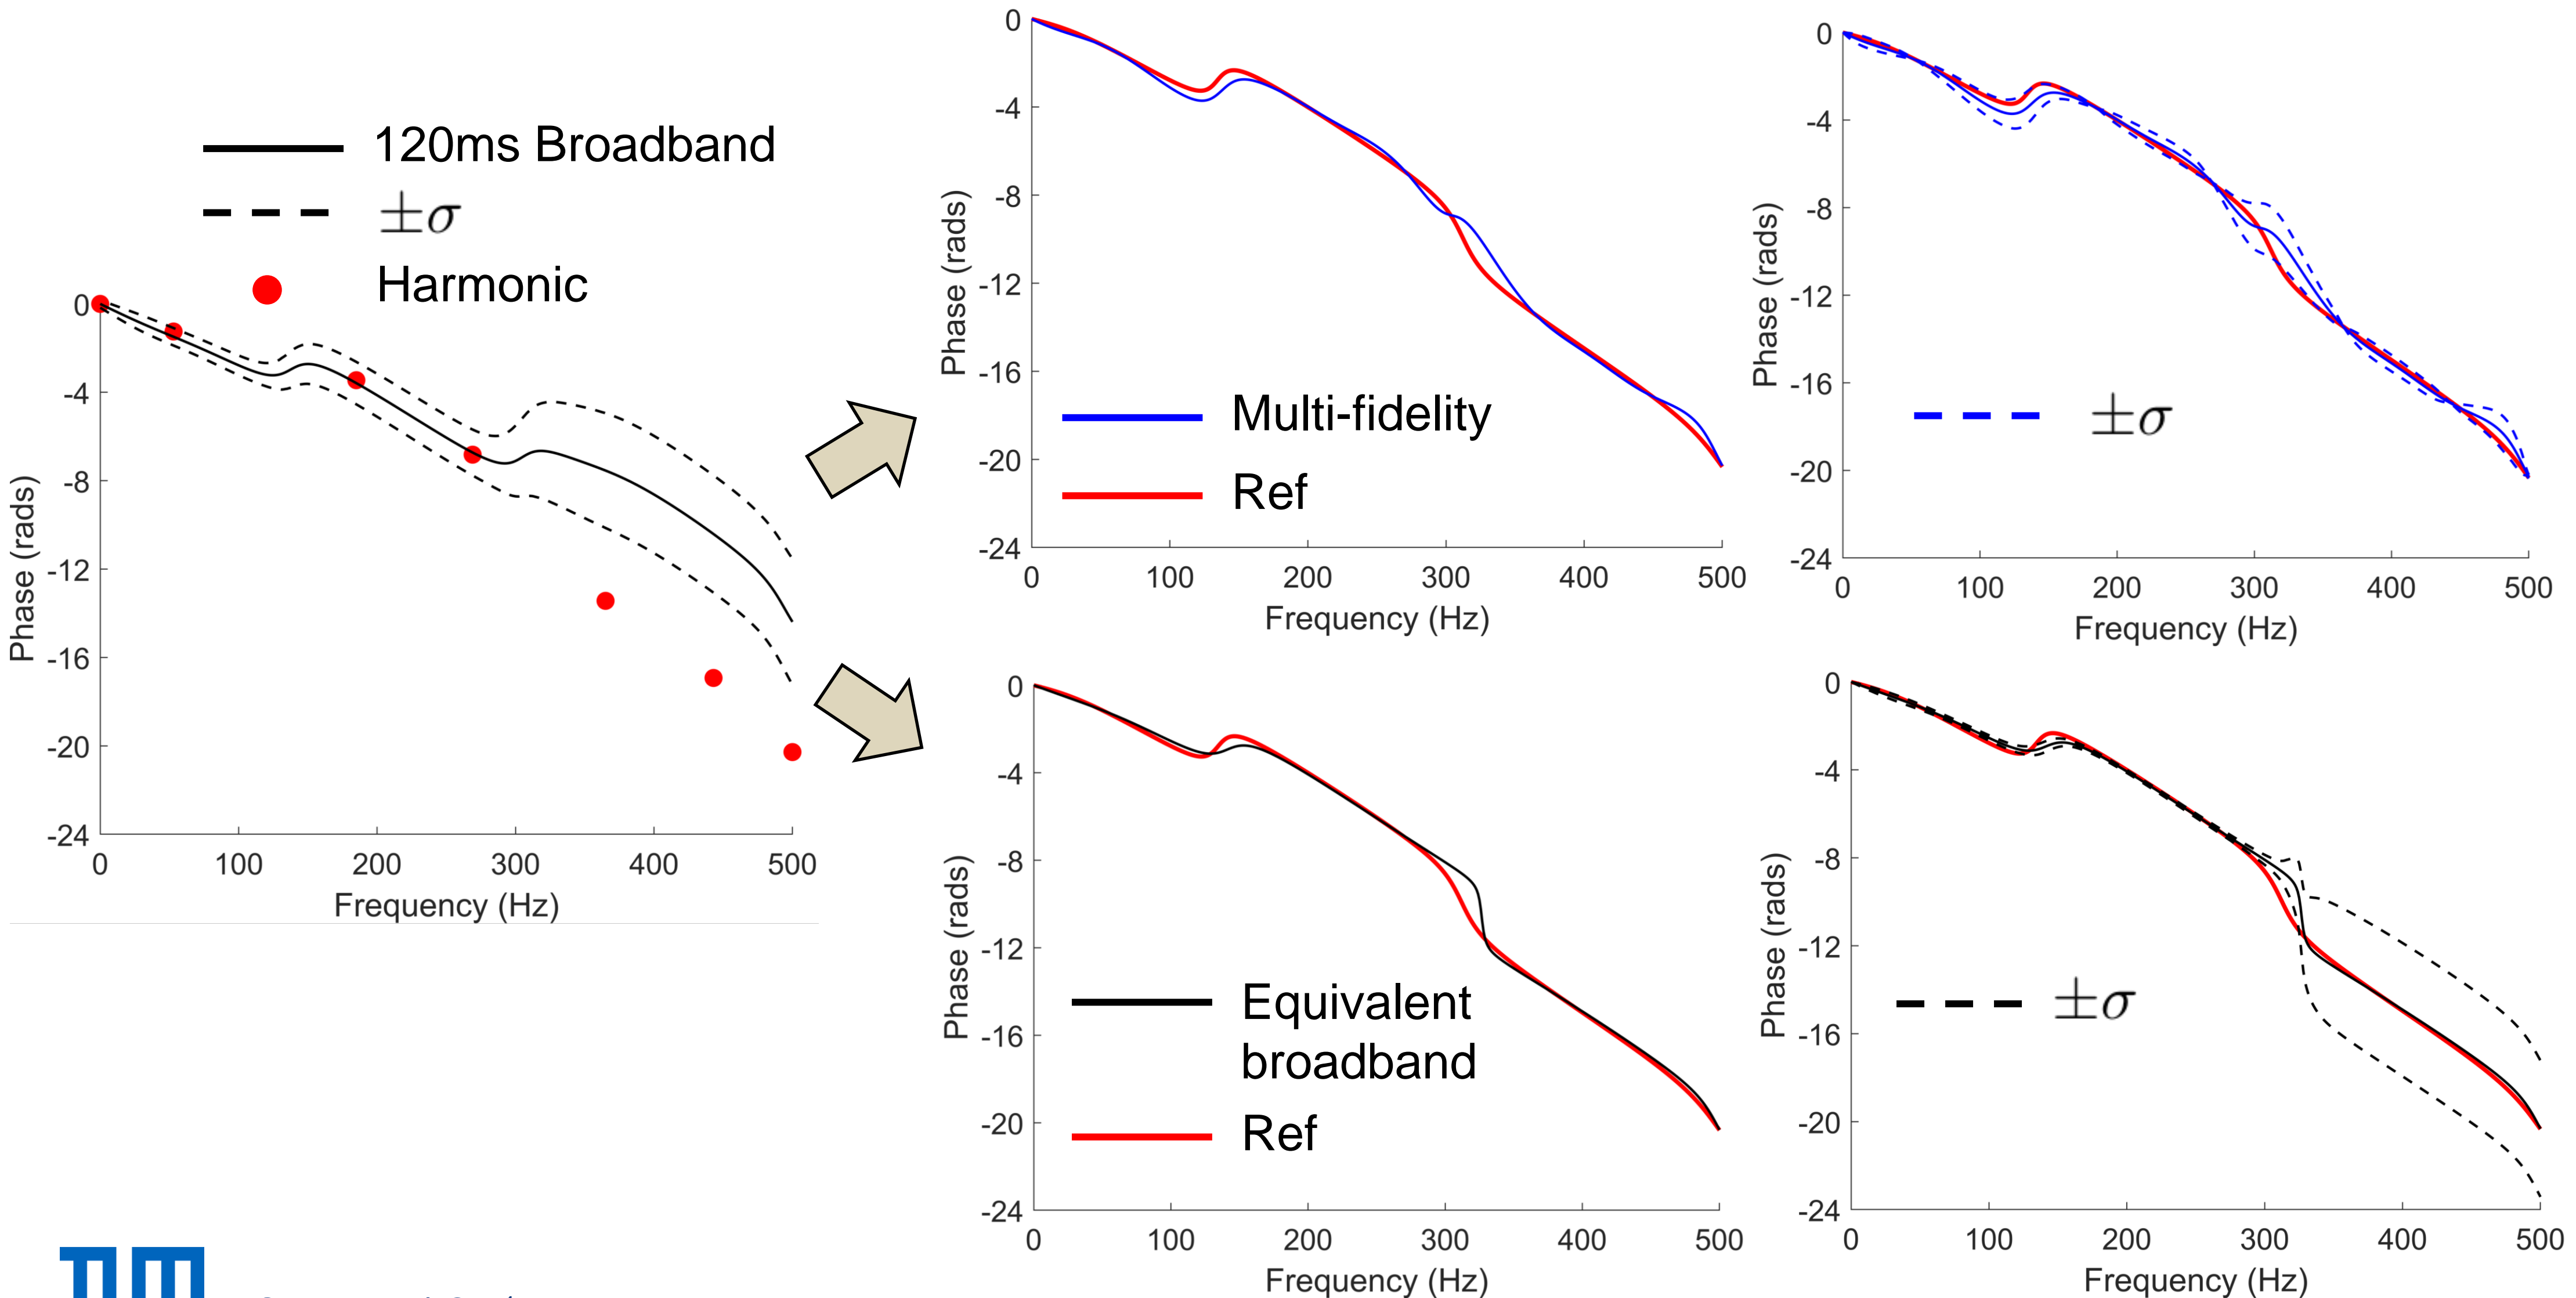 120ms Broadband
±σ
Harmonic
0
-4
-8
-12
-16
-20
-24
0 100 200 300 400 500
Phase (rads)
Frequency (Hz)
0
-4
-8
-12
-16
-20
-24
0 100 200 300 400 500
Phase (rads)
Frequency (Hz)
Multi-fidelity
Ref
0
-4
-8
-12
-16
-20
-24
0 100 200 300 400 500
Phase (rads)
Frequency (Hz)
±σ
0
-4
-8
-12
-16
-20
-24
0 100 200 300 400 500
Phase (rads)
Frequency (Hz)
Equivalent
broadband
Ref
0
-4
-8
-12
-16
-20
-24
0 100 200 300 400 500
Phase (rads)
Frequency (Hz)
±σ